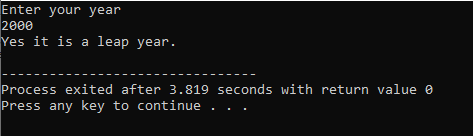 Enter your year
2000
Yes it is a leap year.
--------------------------------
Process exited after 3.819 seconds with return value 0
Press any key to continue . . .